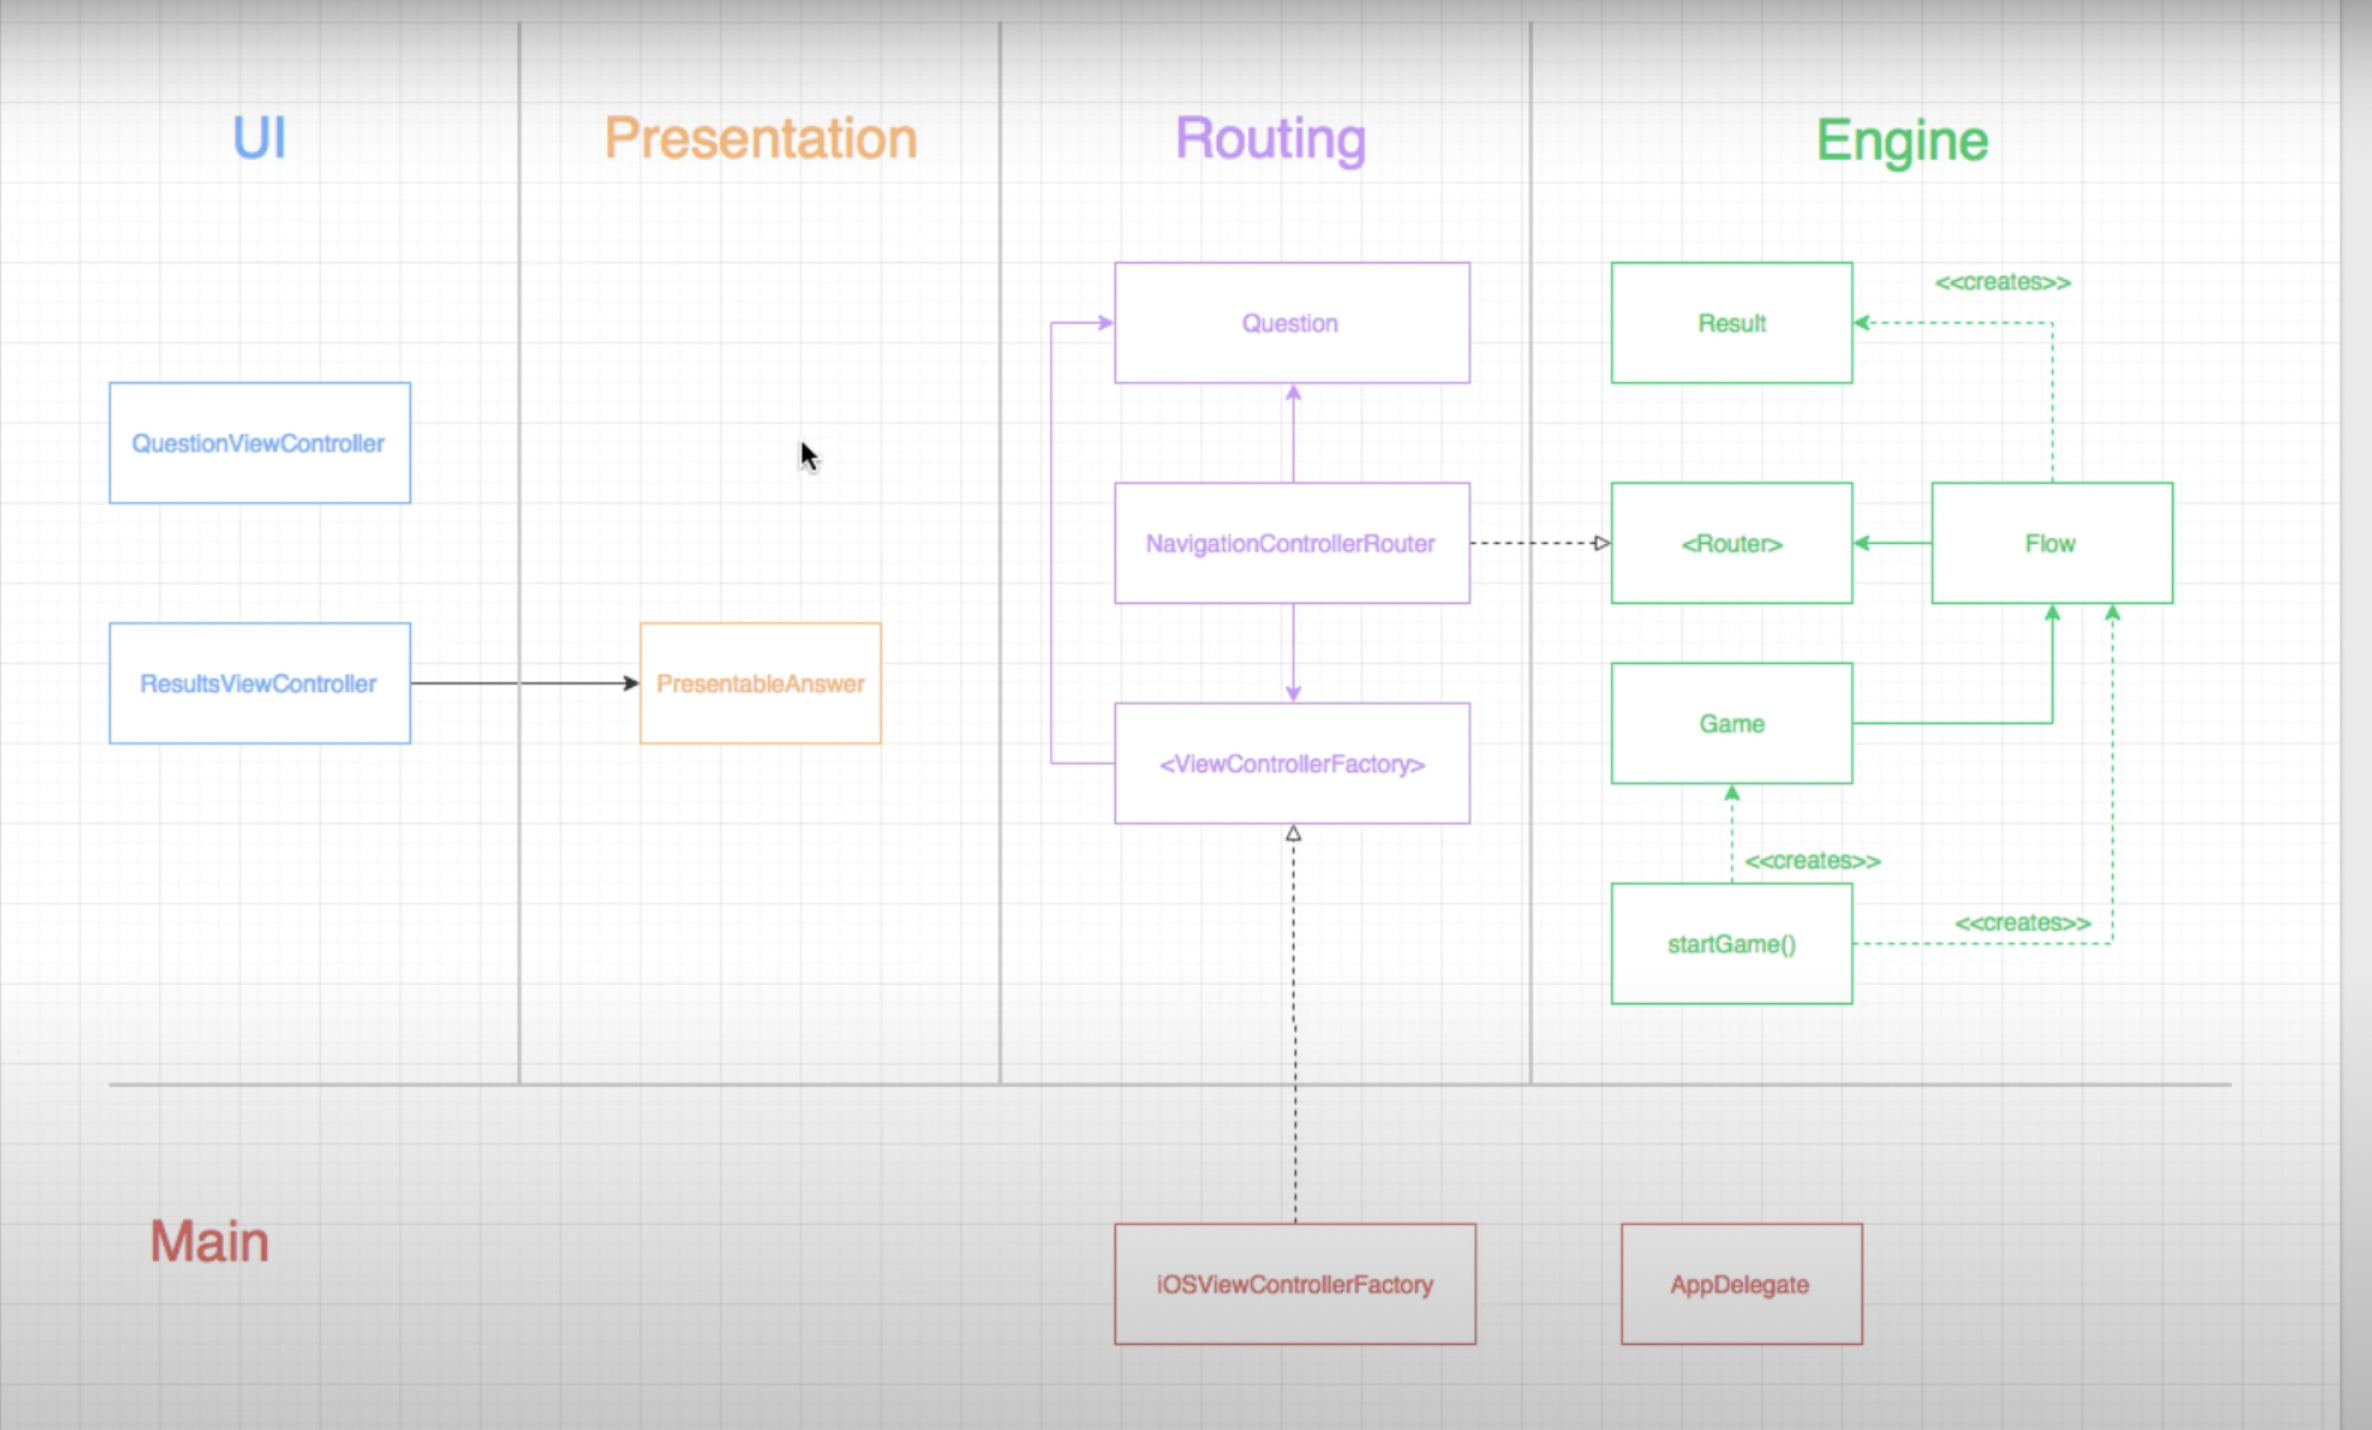 UI
Presentation
Routing
Engine
<<creates>>
Question
Result
QuestionViewController
NavigationControllerRouter
<Router>
Flow
ResultsViewController
PresentableAnswer
Game
<ViewControllerFactory>
<<creates>>
<<creates>>
startGame()
Main
iOSViewControllerFactory
AppDelegate